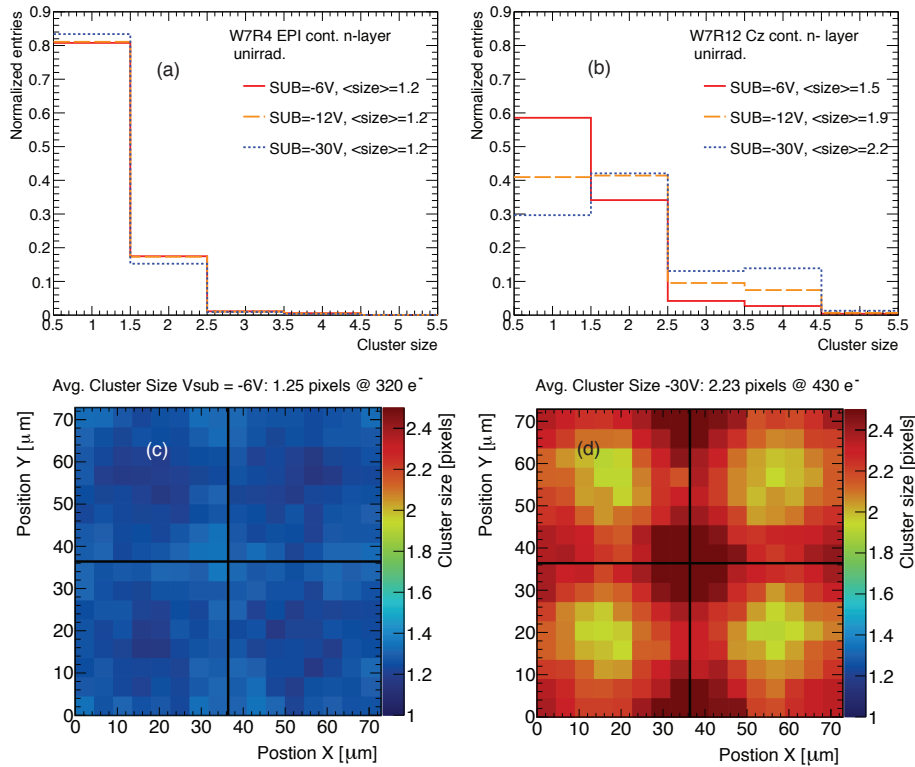 W7R4 EPI cont. n-layer
unirrad.
(a)
SUB=-6V, <size>=1.2
SUB=-12V, <size>=1.2
SUB=-30V, <size>=1.2
Normalized entries
0.9
0.8
0.7
0.6
0.5
0.4
0.3
0.2
0.1
0
0.5 1 1.5 2 2.5 3 3.5 4 4.5 5 5.5
Cluster size
W7R12 Cz cont. n- layer
unirrad.
(b)
SUB=-6V, <size>=1.5
SUB=-12V, <size>=1.9
SUB=-30V, <size>=2.2
Normalized entries
0.9
0.8
0.7
0.6
0.5
0.4
0.3
0.2
0.1
0
0.5 1 1.5 2 2.5 3 3.5 4 4.5 5 5.5
Cluster size
Avg. Cluster Size Vsub = -6V: 1.25 pixels @ 320 e⁻
(c)
Position Y [μm]
70
60
50
40
30
20
10
0
0 10 20 30 40 50 60 70
Postion X [μm]
2.4
2.2
2
1.8
1.6
1.4
1.2
1
Cluster size [pixels]
Avg. Cluster Size -30V: 2.23 pixels @ 430 e⁻
(d)
Position Y [μm]
70
60
50
40
30
20
10
0
0 10 20 30 40 50 60 70
Postion X [μm]
2.4
2.2
2
1.8
1.6
1.4
1.2
1
Cluster size [pixels]